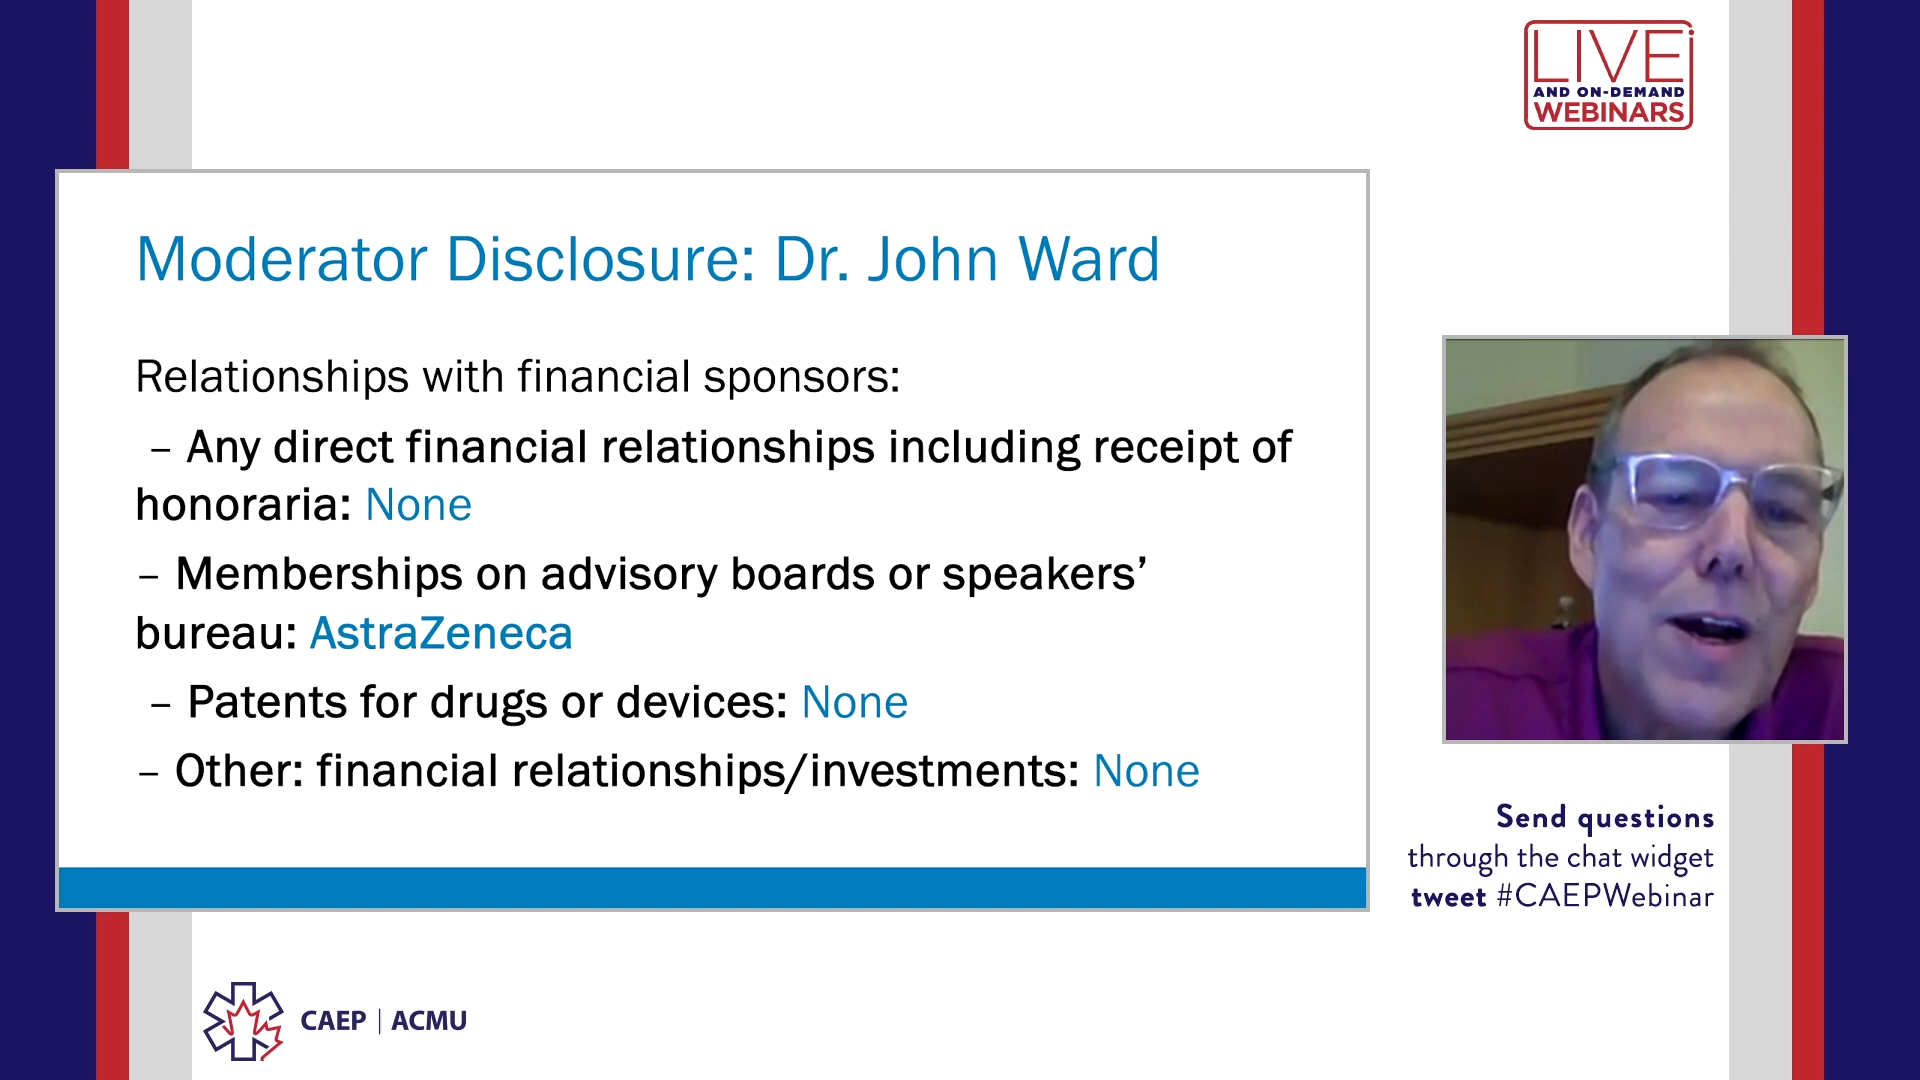 LIVE
AND ON-DEMAND
WEBINARS
Moderator Disclosure: Dr. John Ward
Relationships with financial sponsors:
– Any direct financial relationships including receipt of
honoraria: None
– Memberships on advisory boards or speakers’
bureau: AstraZeneca
– Patents for drugs or devices: None
– Other: financial relationships/investments: None
Send questions
through the chat widget
tweet #CAEPWebinar
CAEP | ACMU